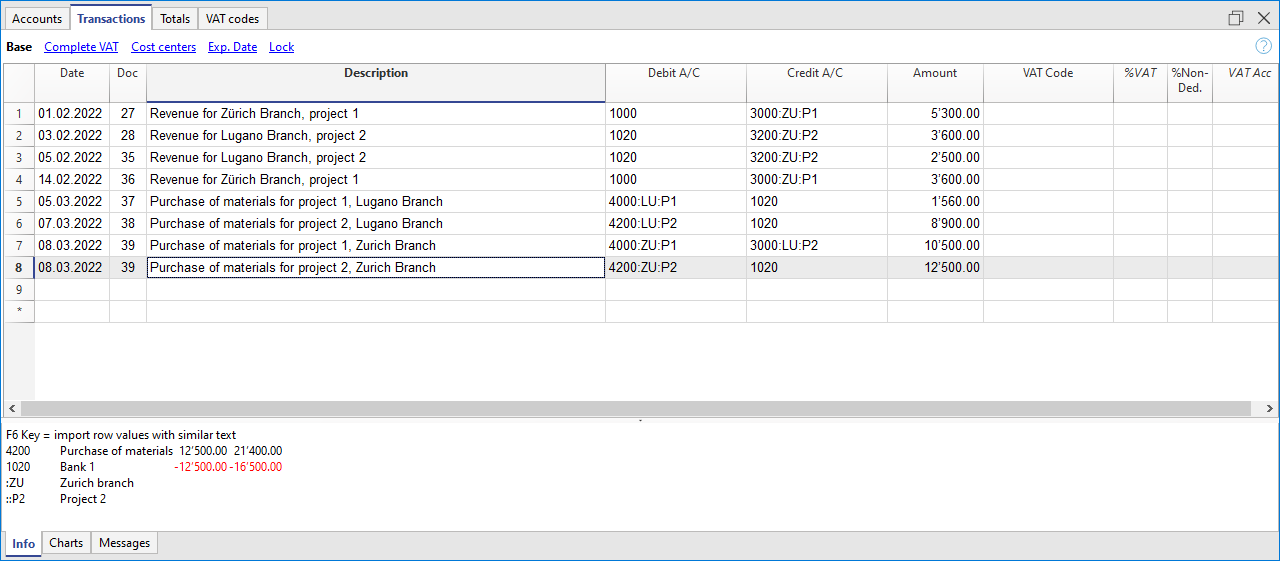 Accounts Transactions Totals VAT codes
Base Complete VAT Cost centers Exp. Date Lock ?
Date Doc Description Debit A/C Credit A/C Amount VAT Code %VAT %Non-Ded. VAT Acc
1 01.02.2022 27 Revenue for Zürich Branch, project 1 1000 3000:ZU:P1 5'300.00
2 03.02.2022 28 Revenue for Lugano Branch, project 2 1020 3200:ZU:P2 3'600.00
3 05.02.2022 35 Revenue for Lugano Branch, project 2 1020 3200:ZU:P2 2'500.00
4 14.02.2022 36 Revenue for Zürich Branch, project 1 1000 3000:ZU:P1 3'600.00
5 05.03.2022 37 Purchase of materials for project 1, Lugano Branch 4000:LU:P1 1020 1'560.00
6 07.03.2022 38 Purchase of materials for project 2, Lugano Branch 4200:LU:P2 1020 8'900.00
7 08.03.2022 39 Purchase of materials for project 1, Zurich Branch 4000:ZU:P1 3000:LU:P2 10'500.00
8 08.03.2022 39 Purchase of materials for project 2, Zurich Branch 4200:ZU:P2 1020 12'500.00
9
*
F6 Key = import row values with similar text
4200 Purchase of materials 12'500.00 21'400.00
1020 Bank 1 -12'500.00 -16'500.00
:ZU Zurich branch
::P2 Project 2
Info Charts Messages